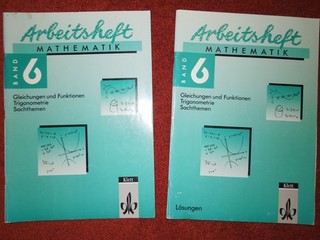 Arbeitsheft
MATHEMATIK
BAND
6
Gleichungen und Funktionen
Trigonometrie
Sachthemen
Klett
Arbeitsheft
MATHEMATIK
BAND
6
Gleichungen und Funktionen
Trigonometrie
Sachthemen
Klett
Lösungen